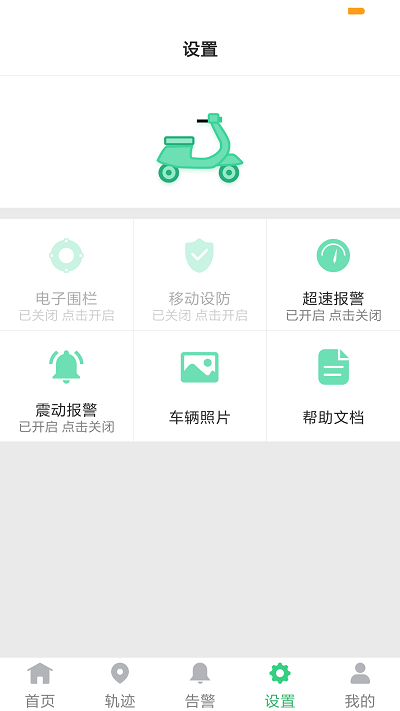 设置
电子围栏
已关闭 点击开启
移动设防
已关闭 点击开启
超速报警
已开启 点击关闭
震动报警
已开启 点击关闭
车辆照片
帮助文档
首页
轨迹
告警
设置
我的